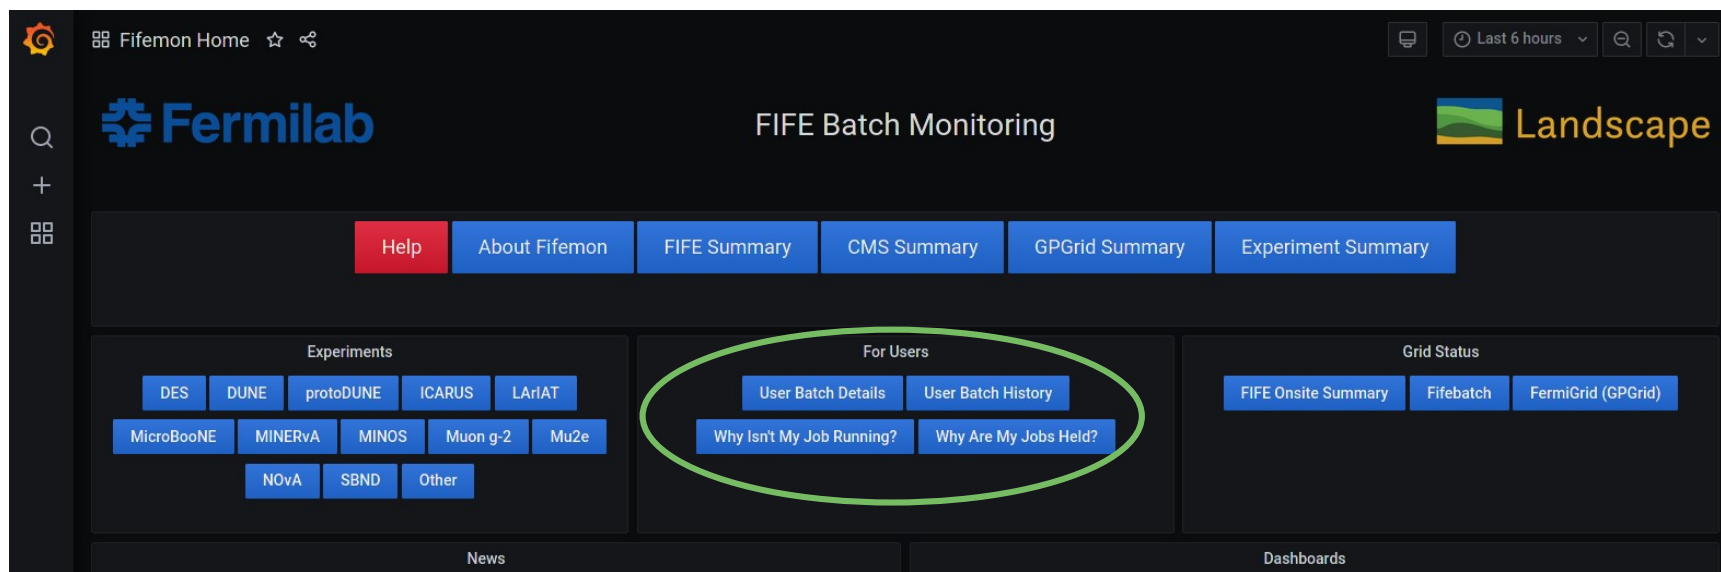 Fifemon Home
Last 6 hours
Fermilab
FIFE Batch Monitoring
Landscape
Help About Fifemon FIFE Summary CMS Summary GPGrid Summary Experiment Summary
Experiments
DES DUNE protoDUNE ICARUS LArIAT
MicroBooNE MINERvA MINOS Muon g-2 Mu2e
NOvA SBND Other
For Users
User Batch Details User Batch History
Why Isn't My Job Running? Why Are My Jobs Held?
Grid Status
FIFE Onsite Summary Fifebatch FermiGrid (GPGrid)
News
Dashboards